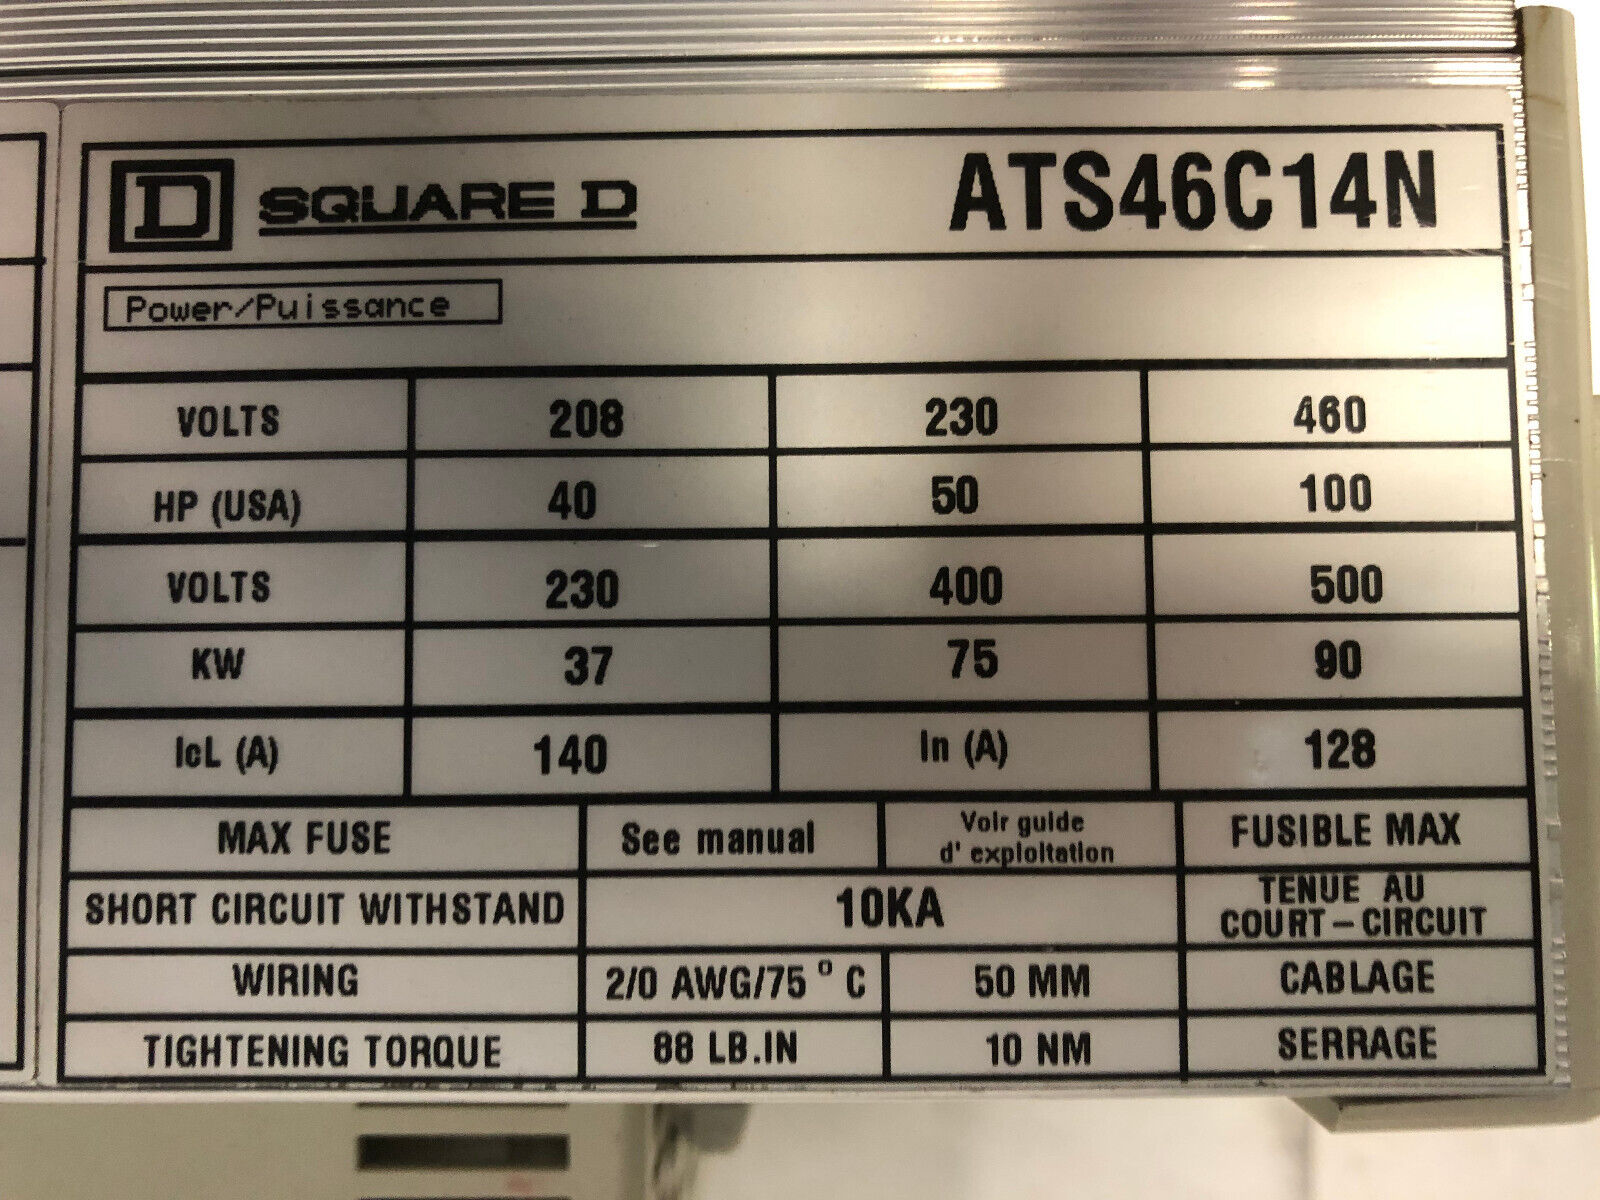 D SQUARE D ATS46C14N
Power/Puissance
VOLTS 208 230 460
HP (USA) 40 50 100
VOLTS 230 400 500
KW 37 75 90
IcL (A) 140 In (A) 128
MAX FUSE See manual Voir guide d' exploitation FUSIBLE MAX
SHORT CIRCUIT WITHSTAND 10KA TENUE AU COURT-CIRCUIT
WIRING 2/0 AWG/75 ° C 50 MM CABLAGE
TIGHTENING TORQUE 88 LB.IN 10 NM SERRAGE